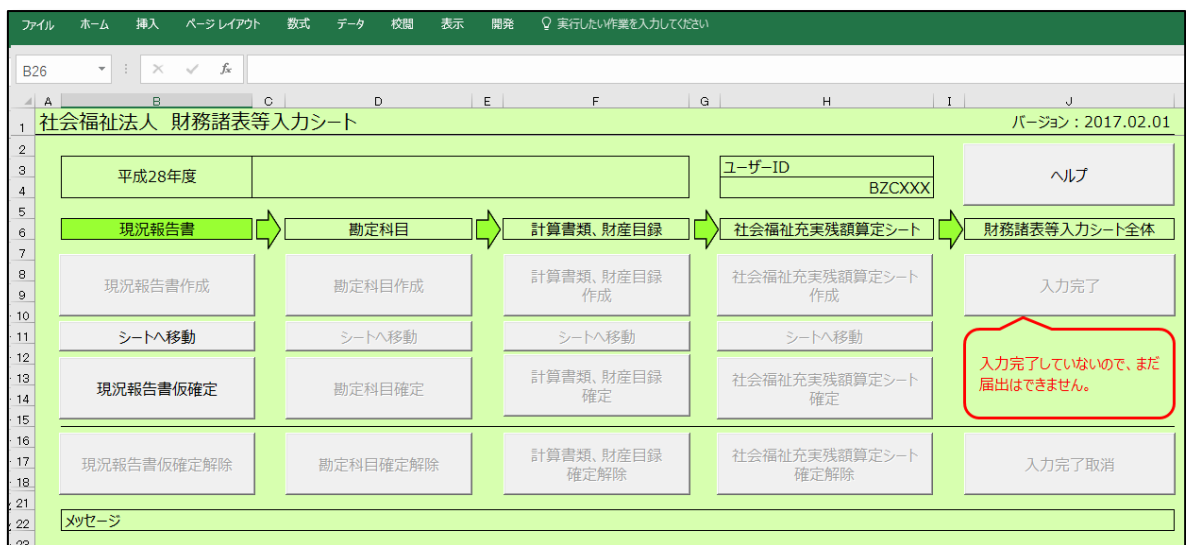 ファイル ホーム 挿入 ページ レイアウト 数式 データ 校閲 表示 開発 実行したい作業を入力してください
B26 fx
A B C D E F G H I J
1 社会福祉法人 財務諸表等入力シート バージョン：2017.02.01
2
3 平成28年度 ユーザーID ヘルプ
4 BZCXXX
5
6 現況報告書 勘定科目 計算書類、財産目録 社会福祉充実残額算定シート 財務諸表等入力シート全体
7
8 現況報告書作成 勘定科目作成 計算書類、財産目録 社会福祉充実残額算定シート 入力完了
9 作成 作成
10
11 シートへ移動 シートへ移動 シートへ移動 シートへ移動
12
13 現況報告書仮確定 勘定科目確定 計算書類、財産目録 社会福祉充実残額算定シート 入力完了していないので、まだ
14 確定 確定 届出はできません。
15
16
17 現況報告書仮確定解除 勘定科目確定解除 計算書類、財産目録 社会福祉充実残額算定シート 入力完了取消
18 確定解除 確定解除
21
22 メッセージ
23